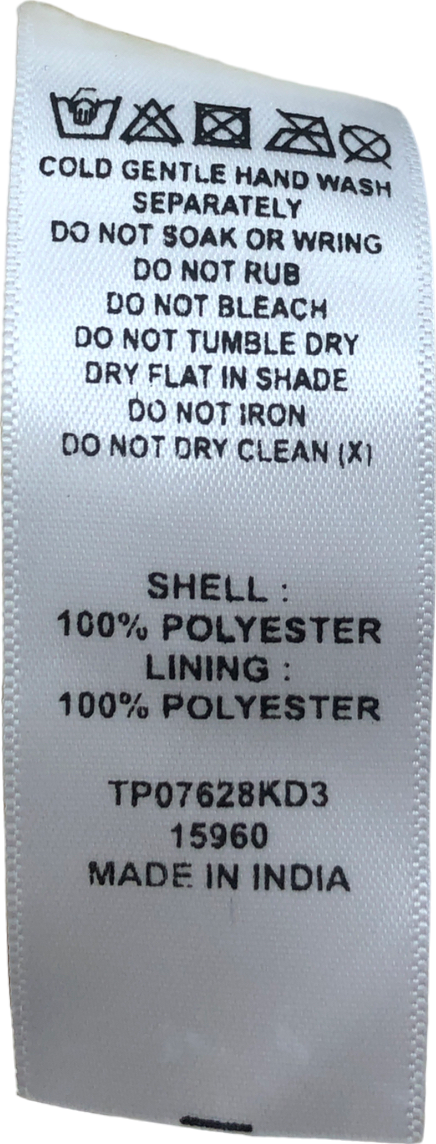 COLD GENTLE HAND WASH
SEPARATELY
DO NOT SOAK OR WRING
DO NOT RUB
DO NOT BLEACH
DO NOT TUMBLE DRY
DRY FLAT IN SHADE
DO NOT IRON
DO NOT DRY CLEAN (X)
SHELL :
100% POLYESTER
LINING :
100% POLYESTER
TP07628KD3
15960
MADE IN INDIA